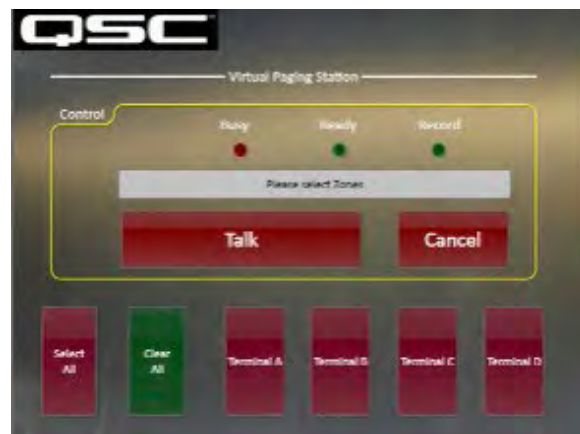 QSC
Virtual Paging Station
Control
Busy
Ready
Record
Please select Zones
Talk
Cancel
Select
All
Clear
All
Terminal A
Terminal B
Terminal C
Terminal D